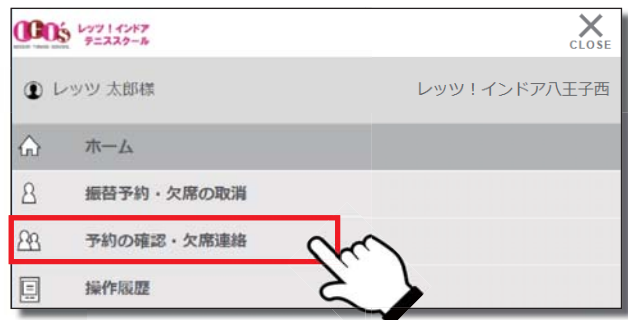 レッツ！インドア
テニススクール
CLOSE
レッツ 太郎様
レッツ！インドア八王子西
ホーム
振替予約・欠席の取消
予約の確認・欠席連絡
操作履歴